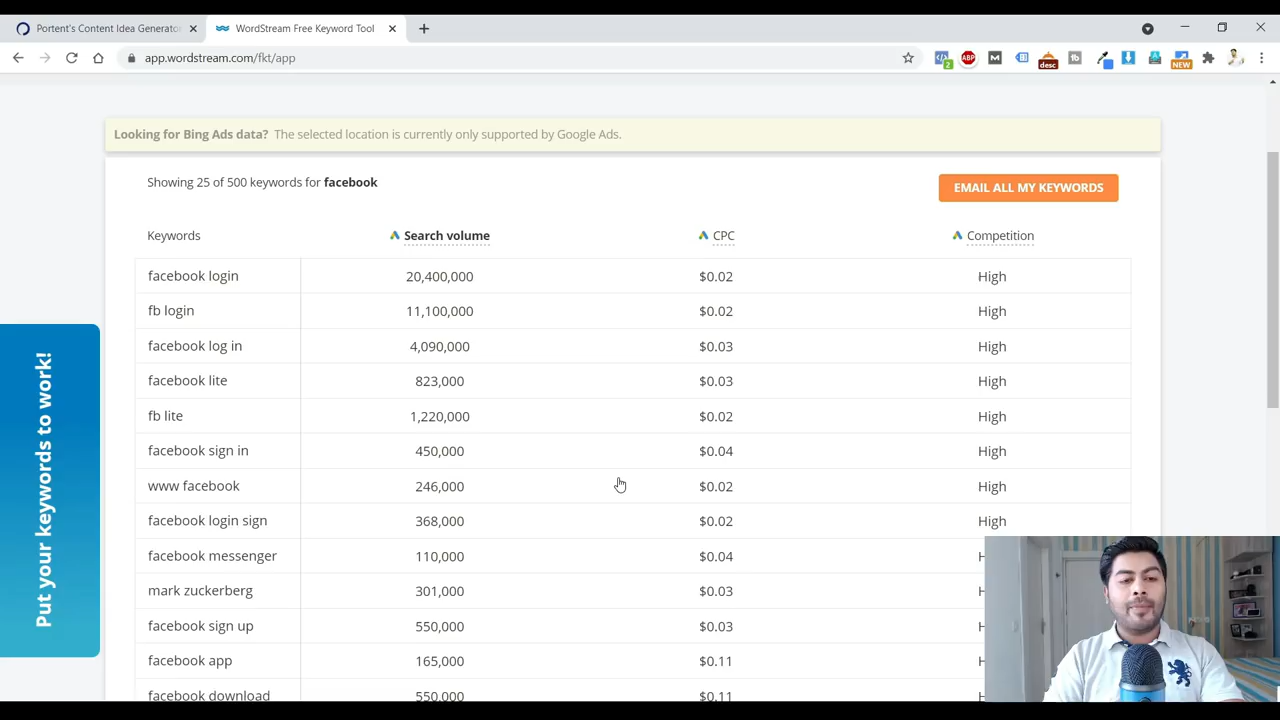 Portent's Content Idea Generator
WordStream Free Keyword Tool
app.wordstream.com/fkt/app
2
ABP
M
desc
fb
NEW
Looking for Bing Ads data? The selected location is currently only supported by Google Ads.
Showing 25 of 500 keywords for facebook
EMAIL ALL MY KEYWORDS
Keywords Search volume CPC Competition
facebook login 20,400,000 $0.02 High
fb login 11,100,000 $0.02 High
facebook log in 4,090,000 $0.03 High
facebook lite 823,000 $0.03 High
fb lite 1,220,000 $0.02 High
facebook sign in 450,000 $0.04 High
www facebook 246,000 $0.02 High
facebook login sign 368,000 $0.02 High
facebook messenger 110,000 $0.04 H
mark zuckerberg 301,000 $0.03 H
facebook sign up 550,000 $0.03 H
facebook app 165,000 $0.11 H
facebook download 550,000 $0.11 H
Put your keywords to work!